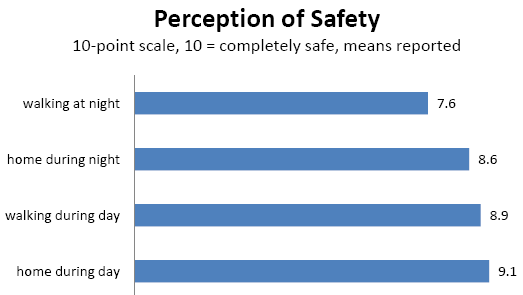 Perception of Safety
10-point scale, 10 = completely safe, means reported
walking at night 7.6
home during night 8.6
walking during day 8.9
home during day 9.1